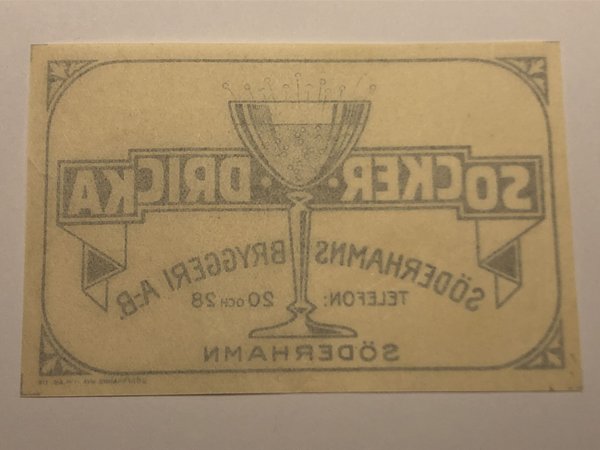 SOCKER · DRICKA
SÖDERHAMNS BRYGGERI A-B.
TELEFON: 20 OCH 28
SÖDERHAMN